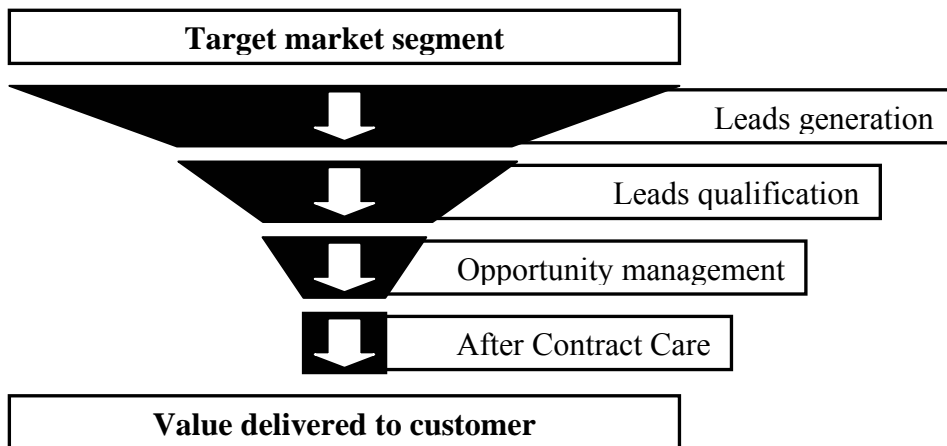 Target market segment
Leads generation
Leads qualification
Opportunity management
After Contract Care
Value delivered to customer